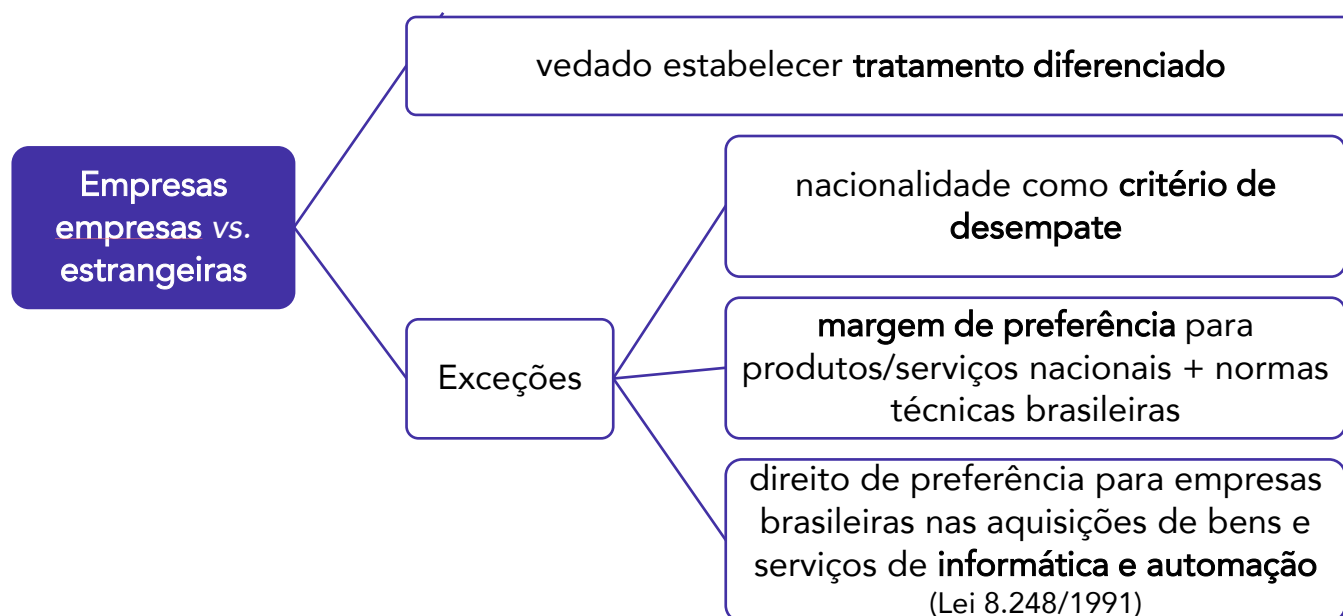 vedado estabelecer tratamento diferenciado
Empresas
empresas vs.
estrangeiras
Exceções
nacionalidade como critério de
desempate
margem de preferência para
produtos/serviços nacionais + normas
técnicas brasileiras
direito de preferência para empresas
brasileiras nas aquisições de bens e
serviços de informática e automação
(Lei 8.248/1991)